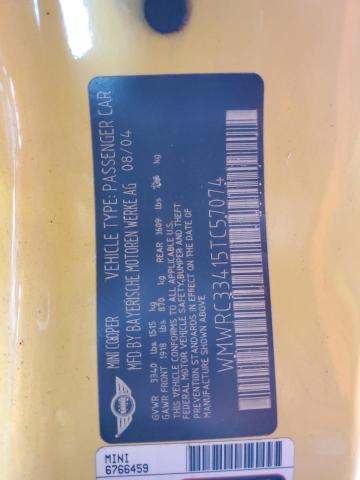 MINI COOPER VEHICLE TYPE: PASSENGER CAR
MFD BY BAYERISCHE MOTOREN WERKE AG 08/04
GVWR 3340 lbs 1515 kg
GAWR FRONT 1918 lbs 870 kg REAR 1609 lbs kg
THIS VEHICLE CONFORMS TO ALL APPLICABLE U.S.
FEDERAL MOTOR VEHICLE SAFETY, BUMPER AND THEFT
PREVENTION STANDARDS IN EFFECT ON THE DATE
OF MANUFACTURE SHOWN ABOVE.
WMWRC33415TC57074
MINI
6766459